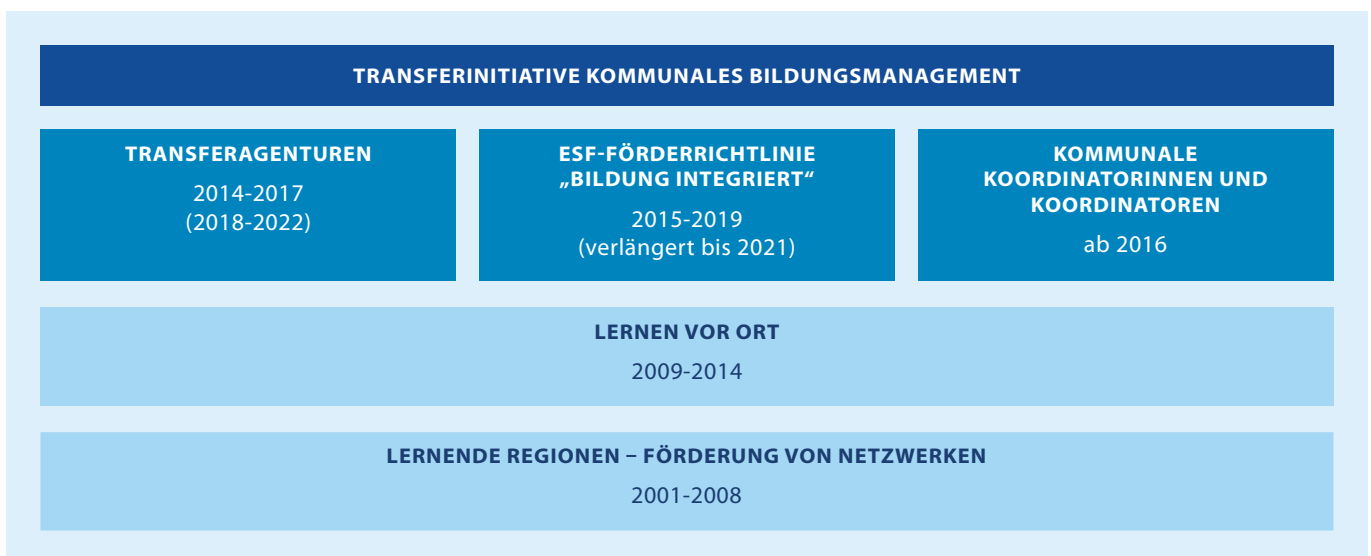 TRANSFERINITIATIVE KOMMUNALES BILDUNGSMANAGEMENT
TRANSFERAGENTUREN
2014-2017
(2018-2022)
ESF-FÖRDERRICHTLINIE
„BILDUNG INTEGRIERT“
2015-2019
(verlängert bis 2021)
KOMMUNALE
KOORDINATORINNEN UND
KOORDINATOREN
ab 2016
LERNEN VOR ORT
2009-2014
LERNENDE REGIONEN – FÖRDERUNG VON NETZWERKEN
2001-2008